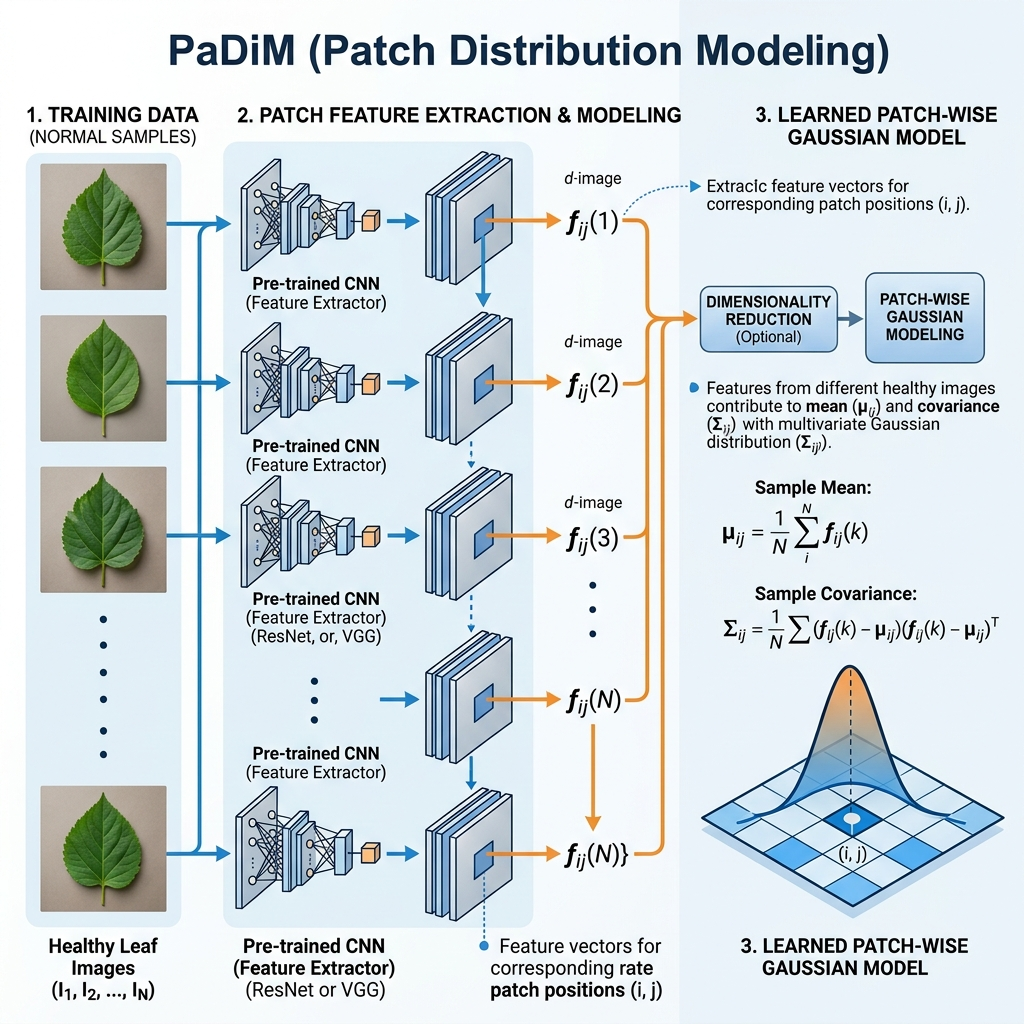 PaDiM (Patch Distribution Modeling)
1. TRAINING DATA
(NORMAL SAMPLES)
2. PATCH FEATURE EXTRACTION & MODELING
3. LEARNED PATCH-WISE
GAUSSIAN MODEL
Pre-trained CNN
(Feature Extractor)
Pre-trained CNN
(Feature Extractor)
Pre-trained CNN
(Feature Extractor)
(ResNet, or, VGG)
Pre-trained CNN
(Feature Extractor)
Pre-trained CNN
(Feature Extractor)
(ResNet or VGG)
Healthy Leaf
Images
(I₁, I₂, ..., I_N)
d-image
f_ij(1)
d-image
f_ij(2)
d-image
f_ij(3)
f_ij(N)
f_ij(N)}
Feature vectors for
corresponding rate
patch positions (i, j)
Extracic feature vectors for
corresponding patch positions (i, j).
DIMENSIONALITY
REDUCTION
(Optional)
PATCH-WISE
GAUSSIAN
MODELING
Features from different healthy images
contribute to mean (μ_ij) and covariance
(Σ_ij) with multivariate Gaussian
distribution (Σ_ij).
Sample Mean:
μ_ij = 1/N ∑_i^N f_ij(k)
Sample Covariance:
Σ_ij = 1/N ∑(f_ij(k) − μ_ij)(f_ij(k) − μ_ij)^T
(i, j)
3. LEARNED PATCH-WISE
GAUSSIAN MODEL